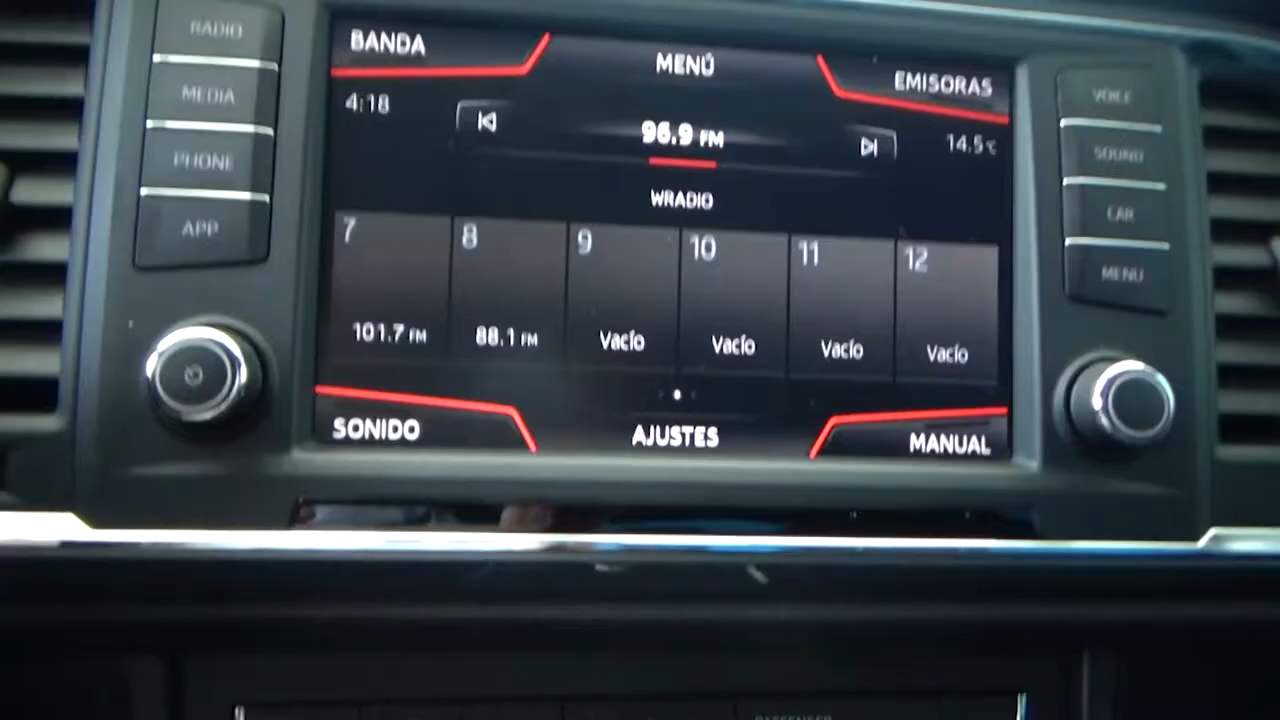 RADIO
MEDIA
PHONE
APP
BANDA
MENÚ
EMISORAS
4:18
96.9 FM
14.5℃
WRADIO
7
8
9
10
11
12
101.7 FM
88.1 FM
Vacío
Vacío
Vacío
Vacío
SONIDO
AJUSTES
MANUAL
VOICE
SOUND
CAR
MENU
PASSENGER